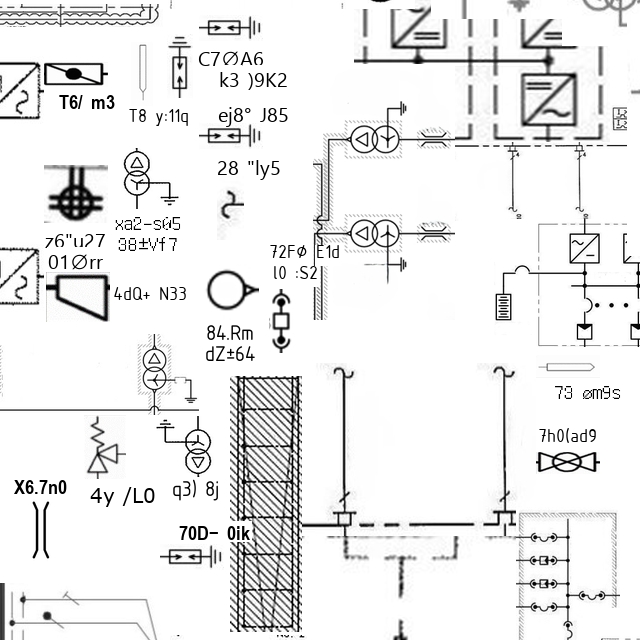 C7ØA6
k3 )9K2
T6/ m3
T8 y:11q
ej8° J85
28 "ly5
xa2-s05
38±Vf7
z6"u27
01Ørr
72FØ E1d
l0 :S2
4dQ+ N33
84.Rm
dZ±64
73 øm9s
7h0(ad9
X6.7n0
4y /L0
q3) 8j
70D- 0ik